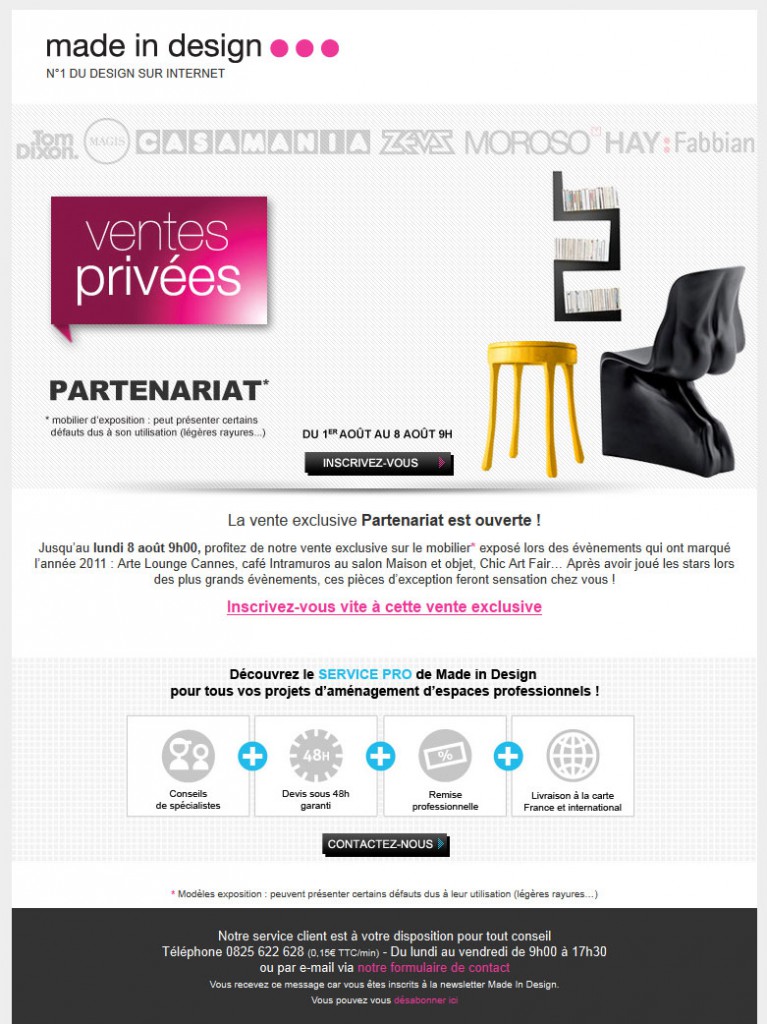 made in design
N°1 DU DESIGN SUR INTERNET
Tom Dixon. MAGIS CASAMANIA ZEUS MOROSO HAY Fabbian
ventes
privées
PARTENARIAT*
* mobilier d'exposition : peut présenter certains
défauts dus à son utilisation (légères rayures...)
DU 1ER AOÛT AU 8 AOÛT 9H
INSCRIVEZ-VOUS
La vente exclusive Partenariat est ouverte !
Jusqu'au lundi 8 août 9h00, profitez de notre vente exclusive sur le mobilier* exposé lors des évènements qui ont marqué
l'année 2011 : Arte Lounge Cannes, café Intramuros au salon Maison et objet, Chic Art Fair… Après avoir joué les stars lors
des plus grands évènements, ces pièces d'exception feront sensation chez vous !
Inscrivez-vous vite à cette vente exclusive
Découvrez le SERVICE PRO de Made in Design
pour tous vos projets d'aménagement d'espaces professionnels !
48H
%
Conseils
de spécialistes
Devis sous 48h
garanti
Remise
professionnelle
Livraison à la carte
France et international
CONTACTEZ-NOUS
* Modèles exposition : peuvent présenter certains défauts dus à leur utilisation (légères rayures…)
Notre service client est à votre disposition pour tout conseil
Téléphone 0825 622 628 (0,15€ TTC/min) - Du lundi au vendredi de 9h00 à 17h30
ou par e-mail via notre formulaire de contact
Vous recevez ce message car vous êtes inscrits à la newsletter Made In Design.
Vous pouvez vous désabonner ici